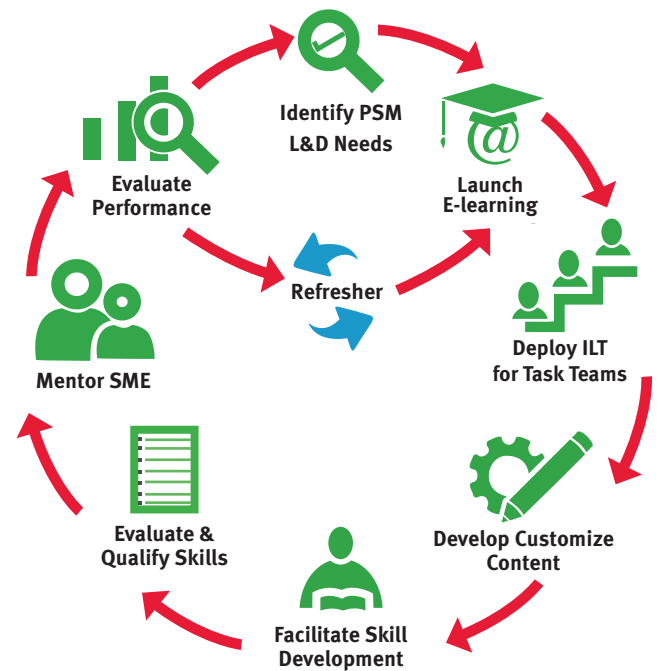 Identify PSM
L&D Needs
Launch
E-learning
Deploy ILT
for Task Teams
Develop Customize
Content
Facilitate Skill
Development
Evaluate &
Qualify Skills
Mentor SME
Evaluate
Performance
Refresher
@